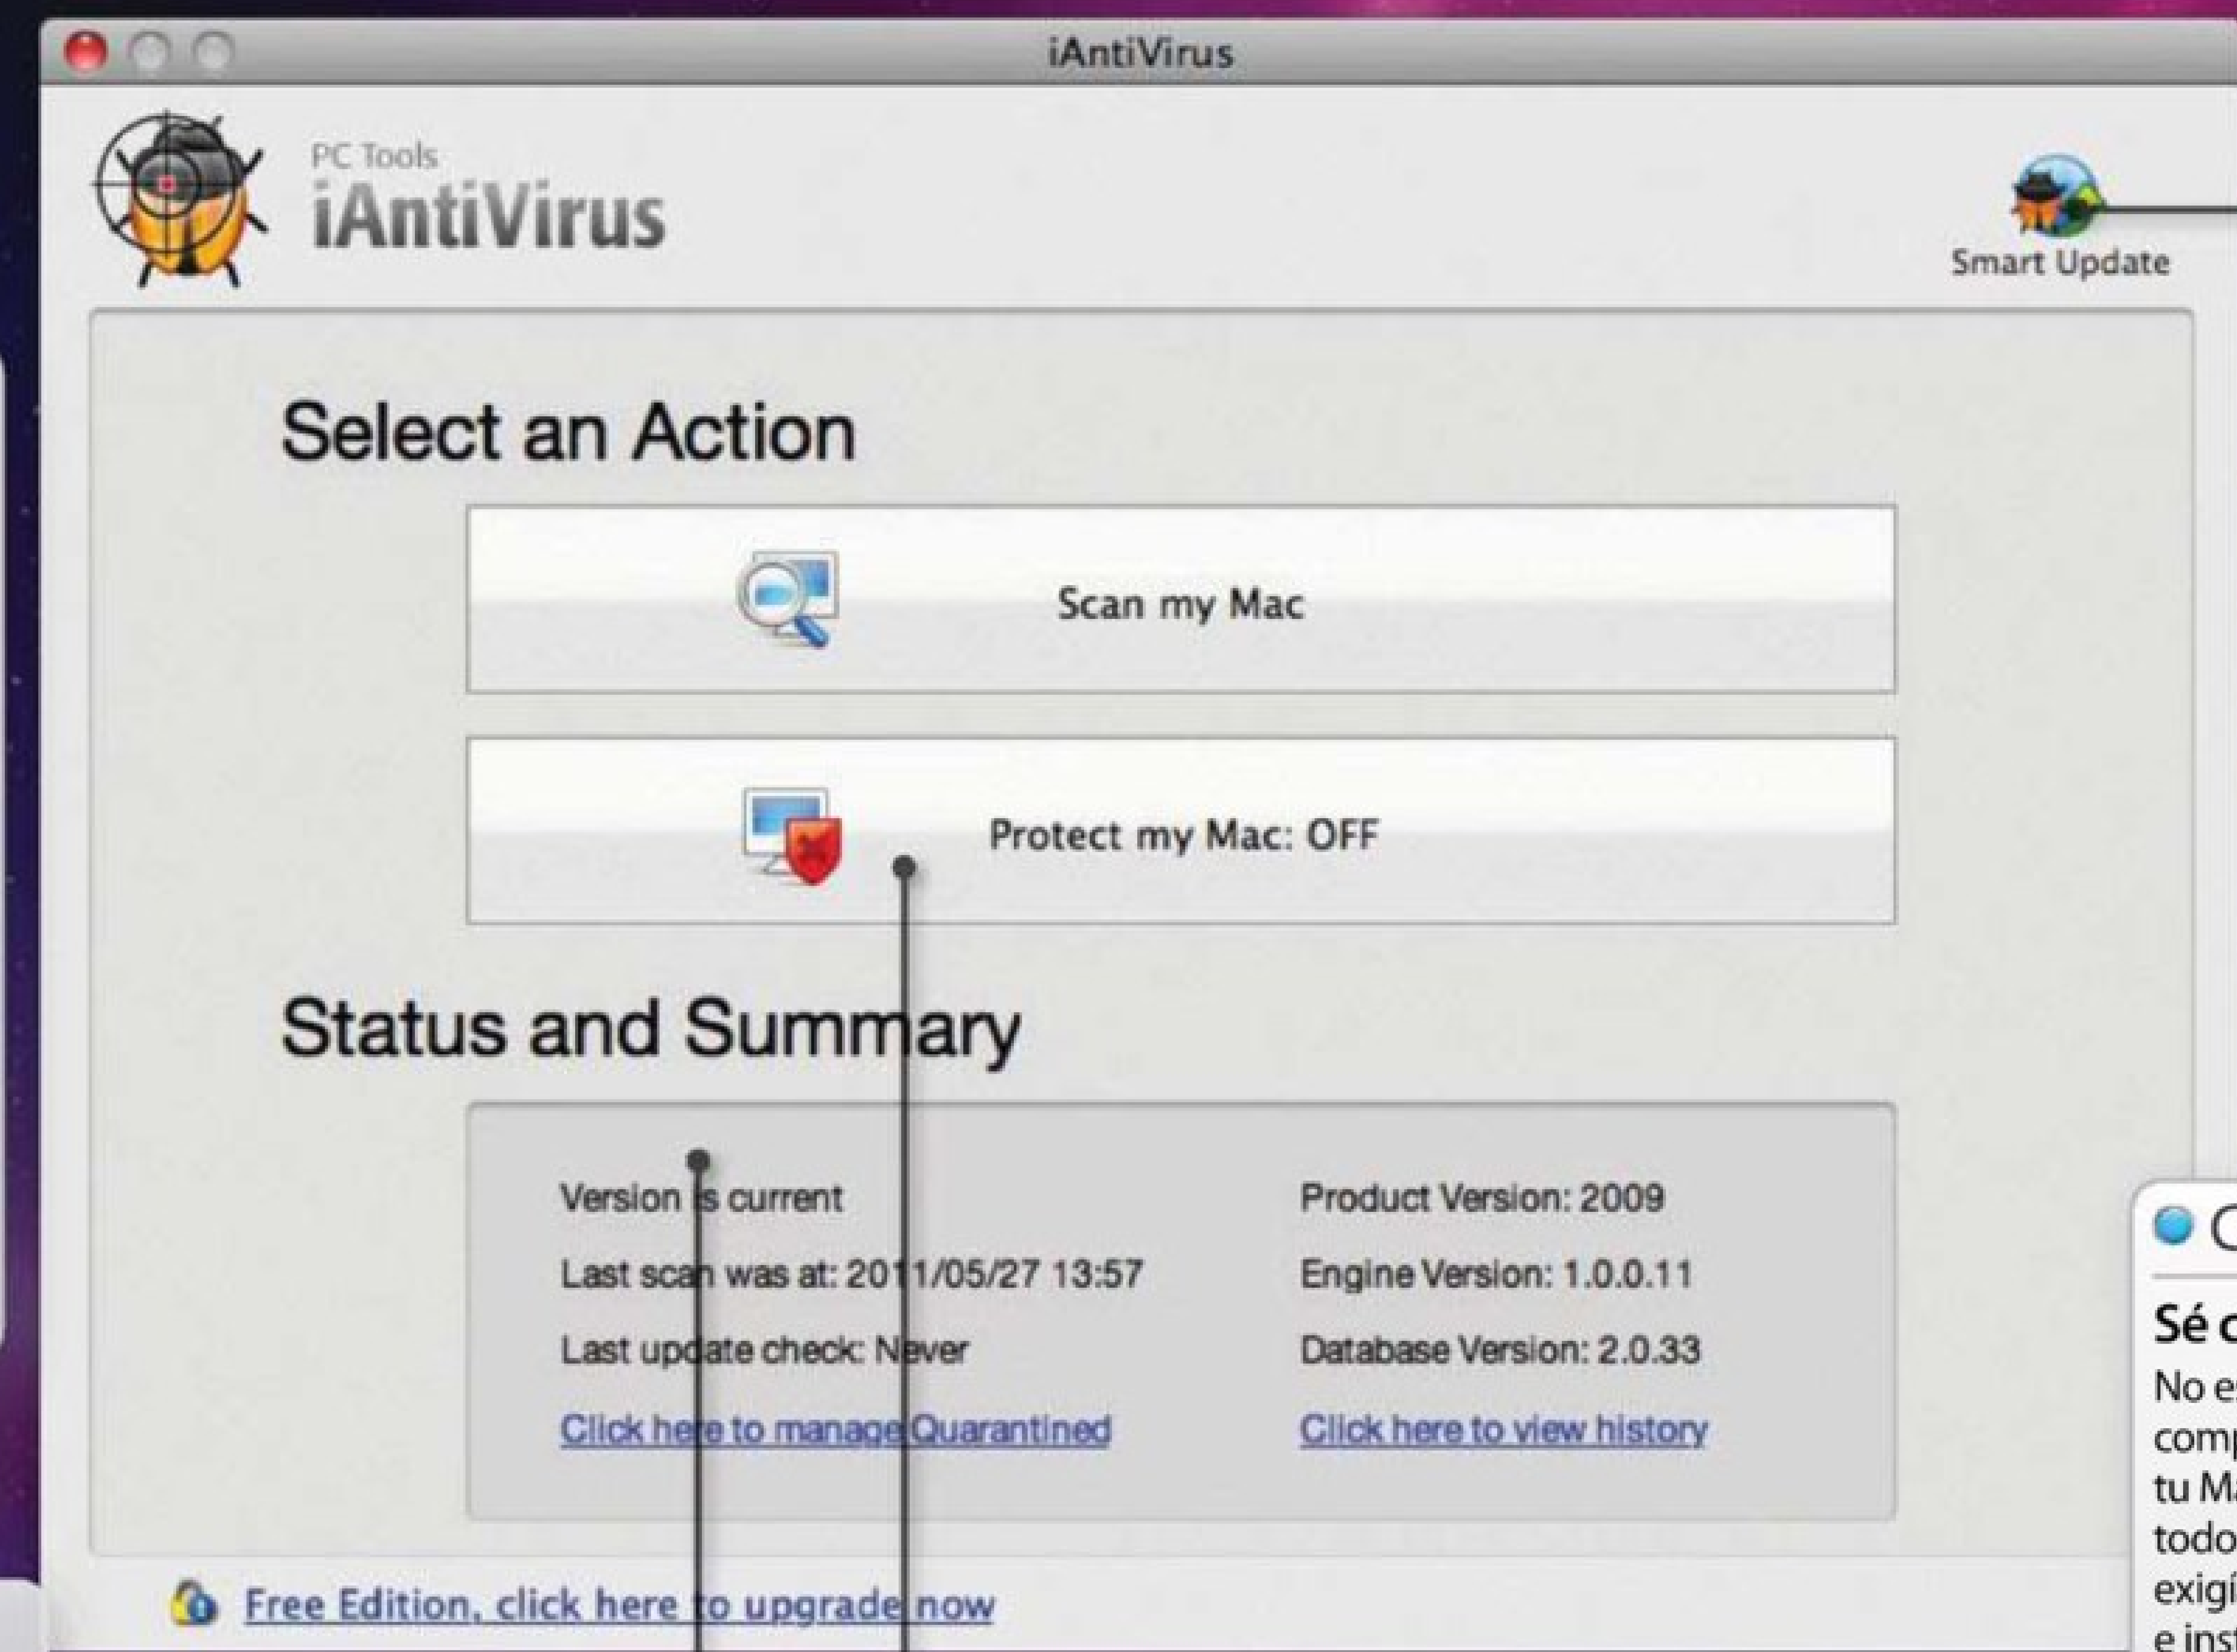 iAntiVirus
PC Tools
iAntiVirus
Smart Update
Select an Action
Scan my Mac
Protect my Mac: OFF
Status and Summary
Version is current
Product Version: 2009
Last scan was at: 2011/05/27 13:57
Engine Version: 1.0.0.11
Last update check: Never
Database Version: 2.0.33
Click here to manage Quarantined
Click here to view history
Free Edition, click here to upgrade now
Sé
No
tu